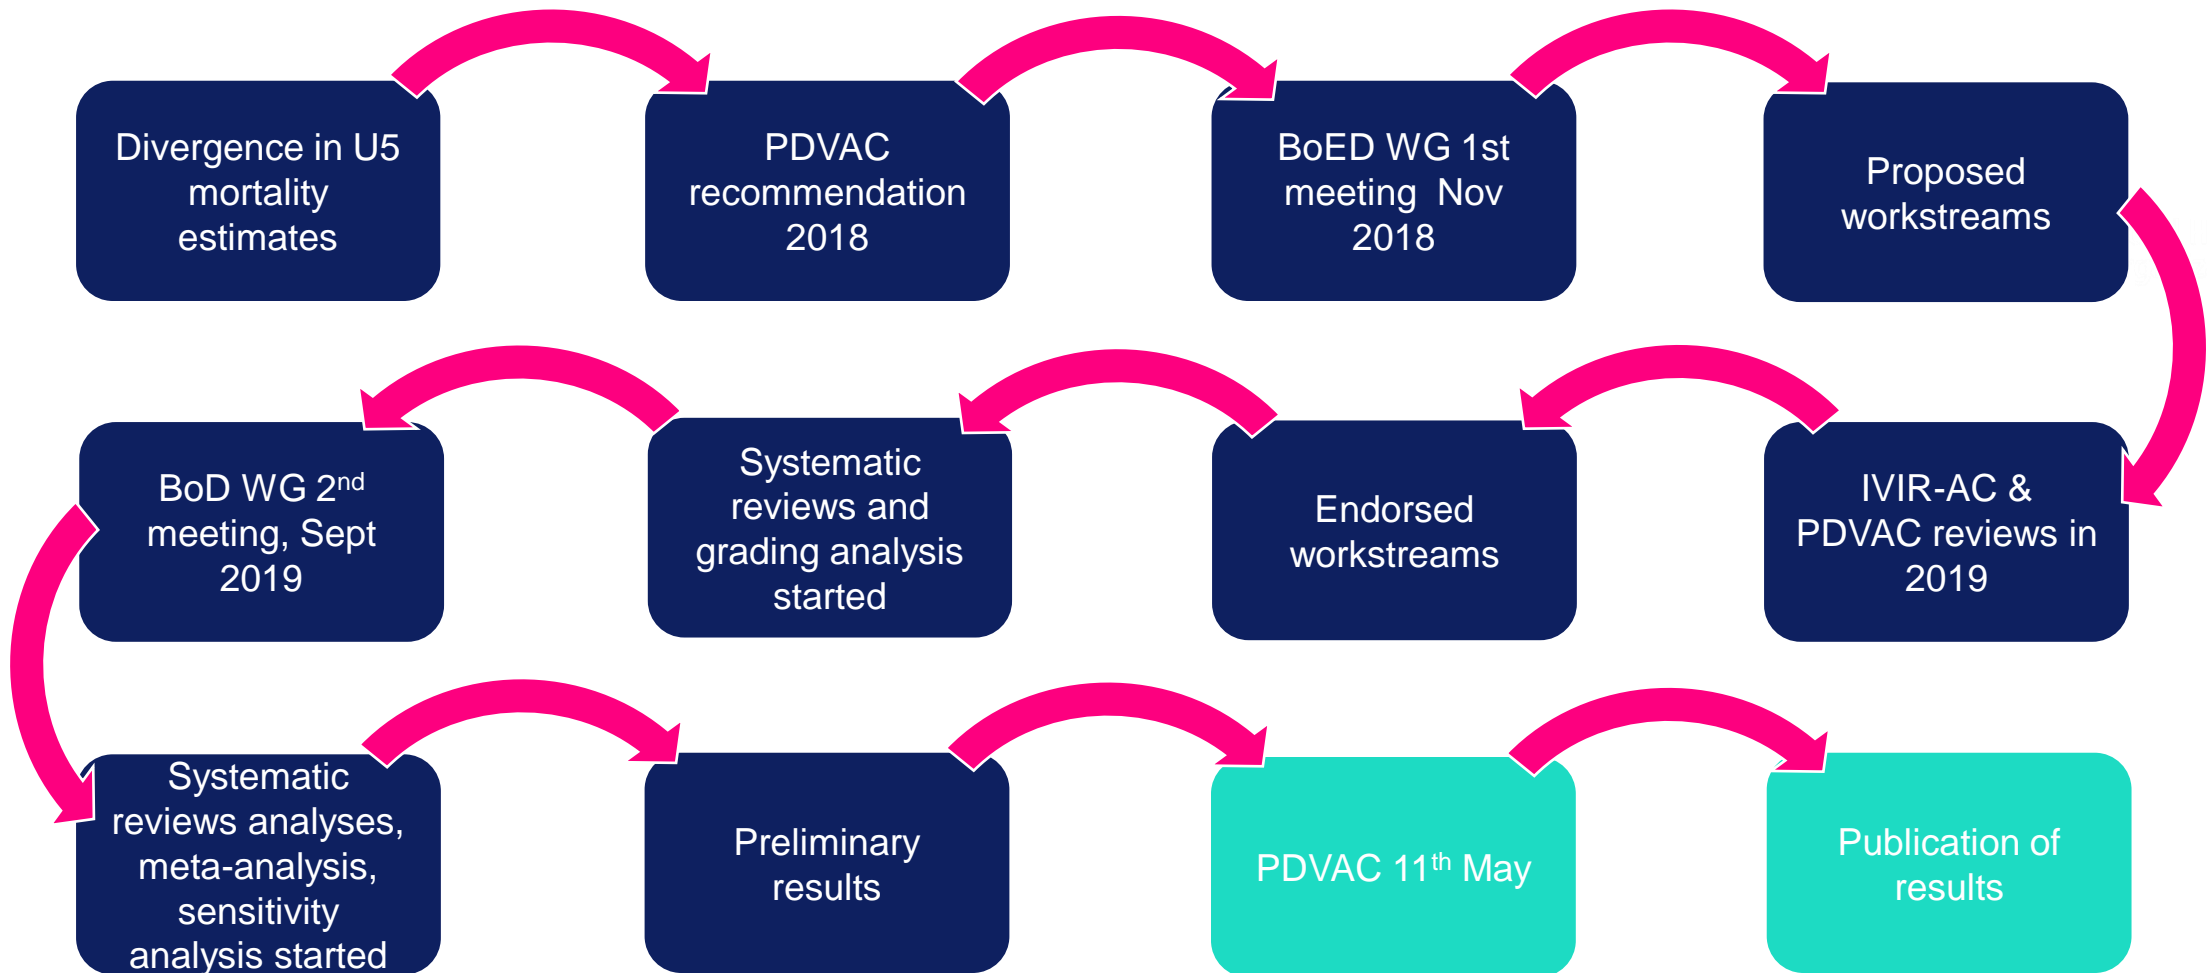 Divergence in U5
mortality
estimates
PDVAC
recommendation
2018
BoED WG 1st
meeting Nov
2018
Proposed
workstreams
IVIR-AC &
PDVAC reviews in
2019
Endorsed
workstreams
Systematic
reviews and
grading analysis
started
BoD WG 2nd
meeting, Sept
2019
Systematic
reviews analyses,
meta-analysis,
sensitivity
analysis started
Preliminary
results
PDVAC 11th May
Publication of
results